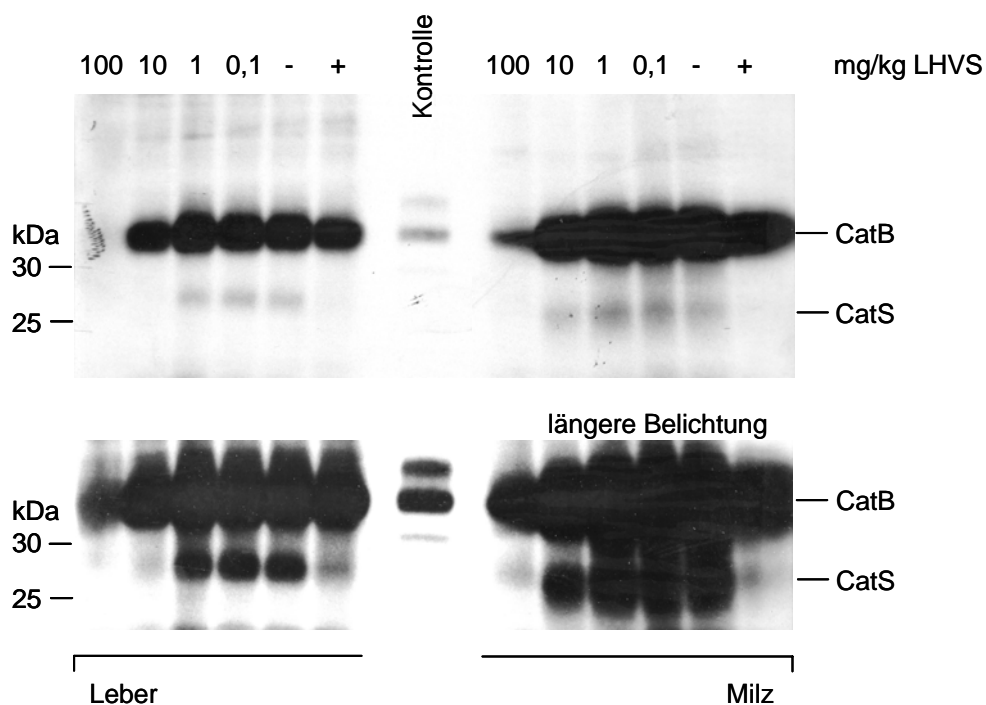 100 10 1 0,1 - + Kontrolle 100 10 1 0,1 - + mg/kg LHVS
kDa
CatB
30
25
CatS
längere Belichtung
kDa
CatB
30
25
CatS
Leber
Milz